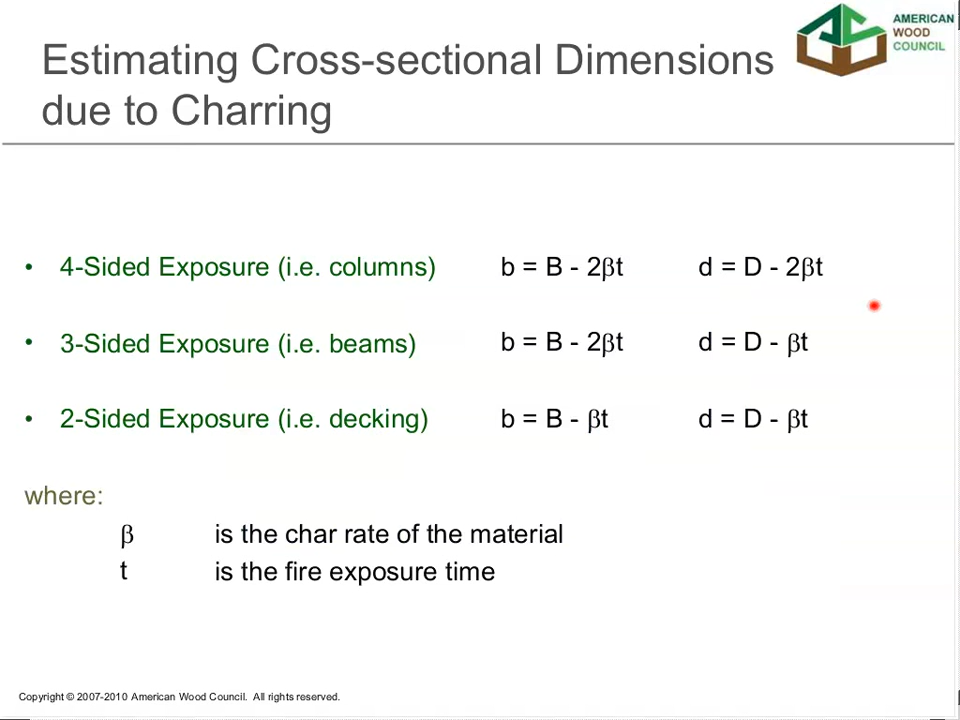 Estimating Cross-sectional Dimensions
due to Charring
AMERICAN
WOOD
COUNCIL
• 4-Sided Exposure (i.e. columns) b = B - 2βt d = D - 2βt
• 3-Sided Exposure (i.e. beams) b = B - 2βt d = D - βt
• 2-Sided Exposure (i.e. decking) b = B - βt d = D - βt
where:
β is the char rate of the material
t is the fire exposure time
Copyright © 2007-2010 American Wood Council. All rights reserved.